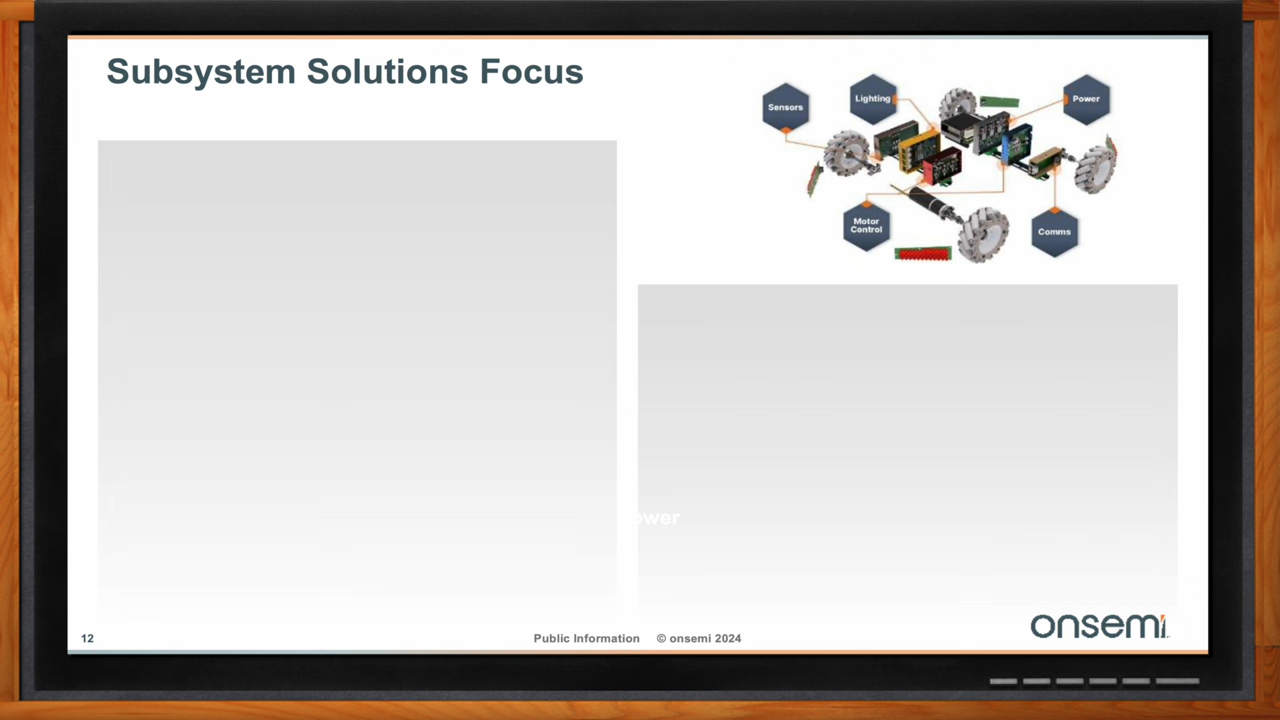 Subsystem Solutions Focus
Sensors
Lighting
Power
Motor
Control
Comms
12
Public Information © onsemi 2024
onsemi